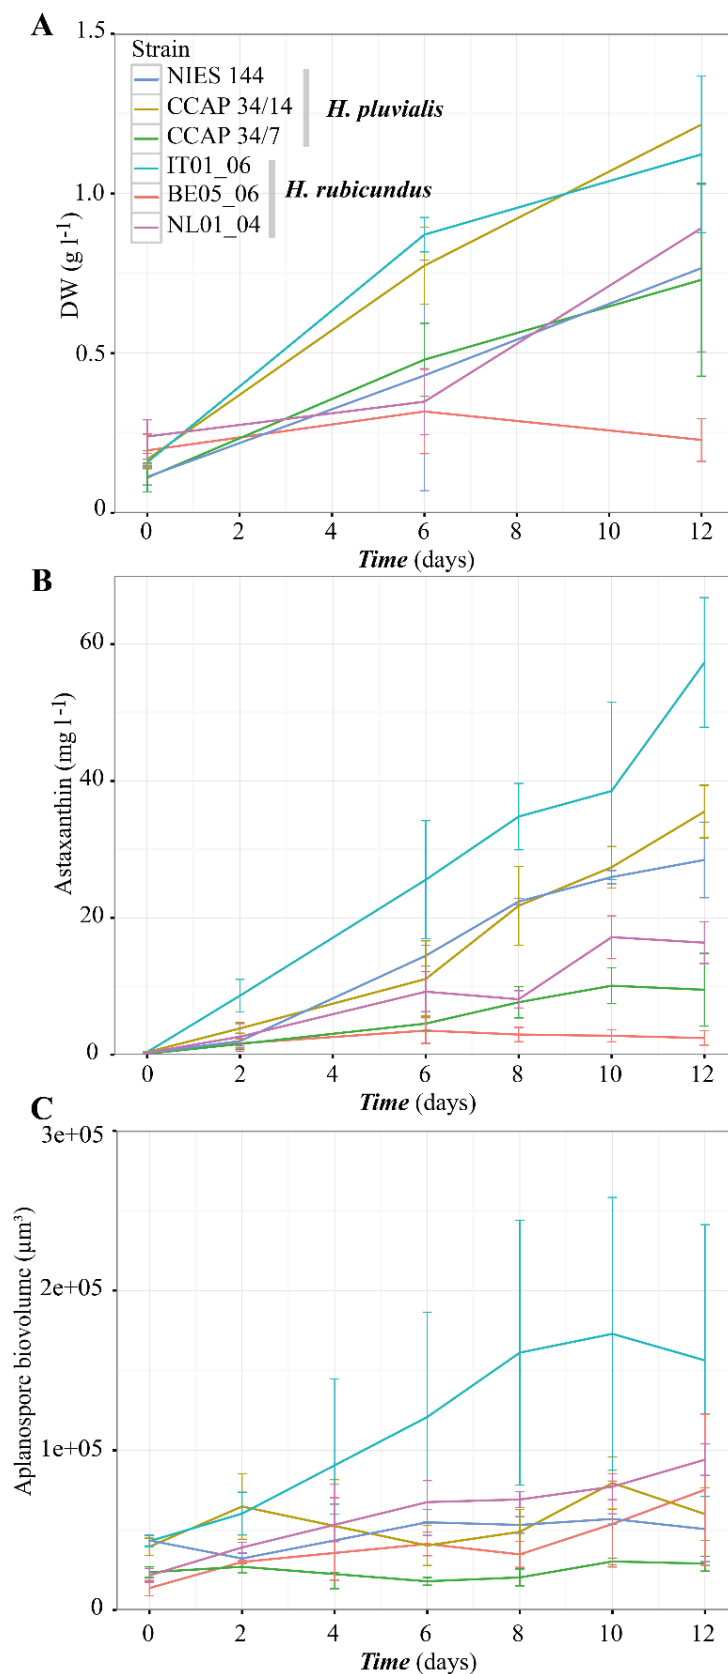 A
Strain
NIES 144
CCAP 34/14
CCAP 34/7
H. pluvialis
IT01_06
BE05_06
NL01_04
H. rubicundus
DW (g l⁻¹)
1.5
1.0
0.5
0
0 2 4 6 8 10 12
Time (days)
B
Astaxanthin (mg l⁻¹)
60
40
20
0
0 2 4 6 8 10 12
Time (days)
C
Aplanospore biovolume (µm³)
3e+05
2e+05
1e+05
0
0 2 4 6 8 10 12
Time (days)